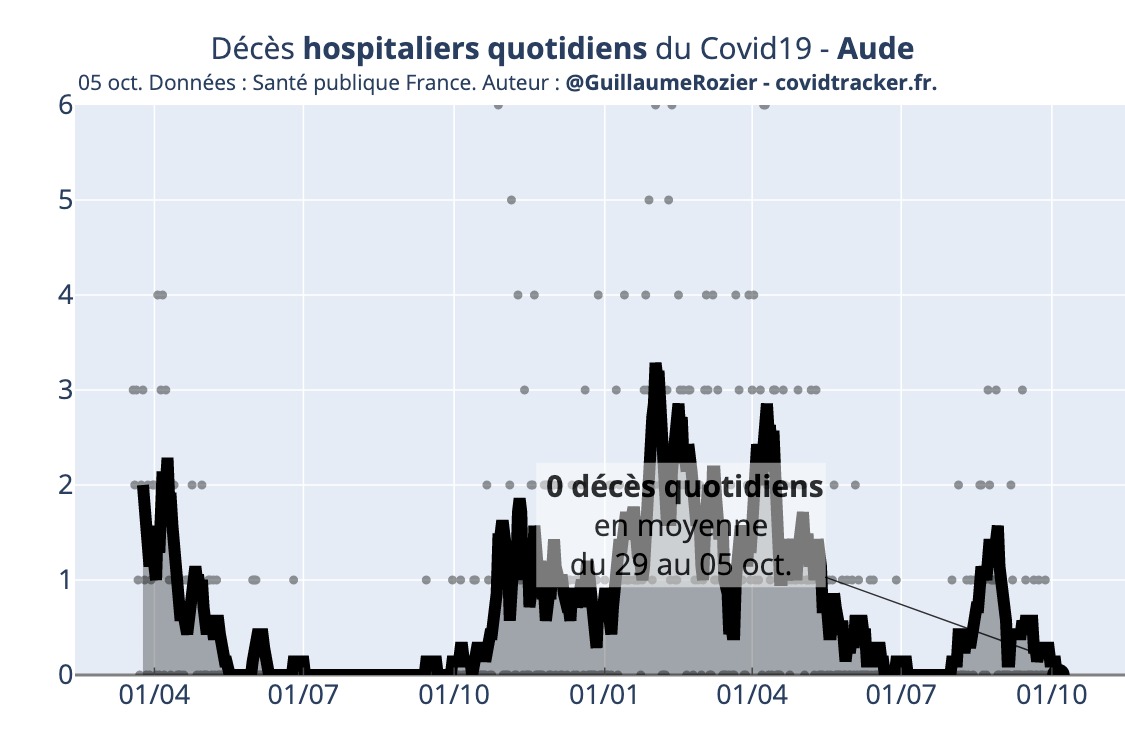 Décès hospitaliers quotidiens du Covid19 - Aude
05 oct. Données : Santé publique France. Auteur : @GuillaumeRozier - covidtracker.fr.
6
5
4
3
2
1
0
0 décès quotidiens
en moyenne
du 29 au 05 oct.
01/04 01/07 01/10 01/01 01/04 01/07 01/10